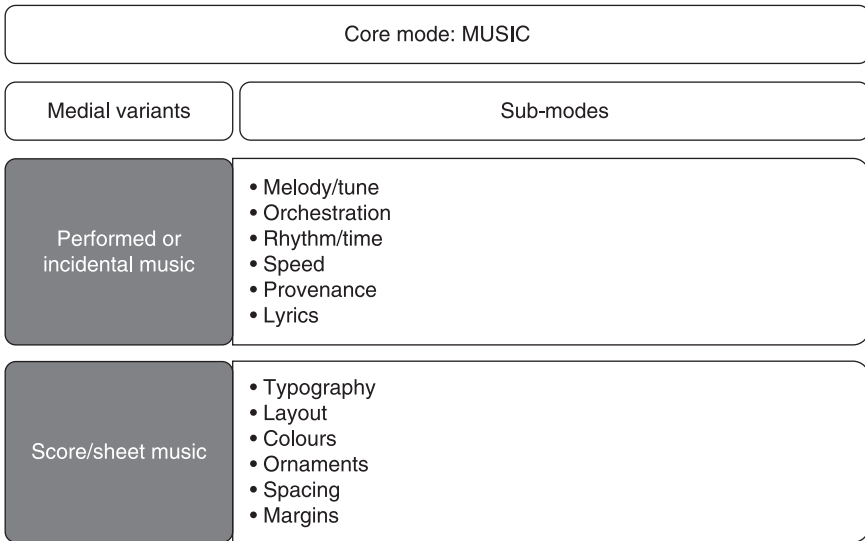 Core mode: MUSIC
Medial variants
Sub-modes
Performed or
incidental music
• Melody/tune
• Orchestration
• Rhythm/time
• Speed
• Provenance
• Lyrics
Score/sheet music
• Typography
• Layout
• Colours
• Ornaments
• Spacing
• Margins